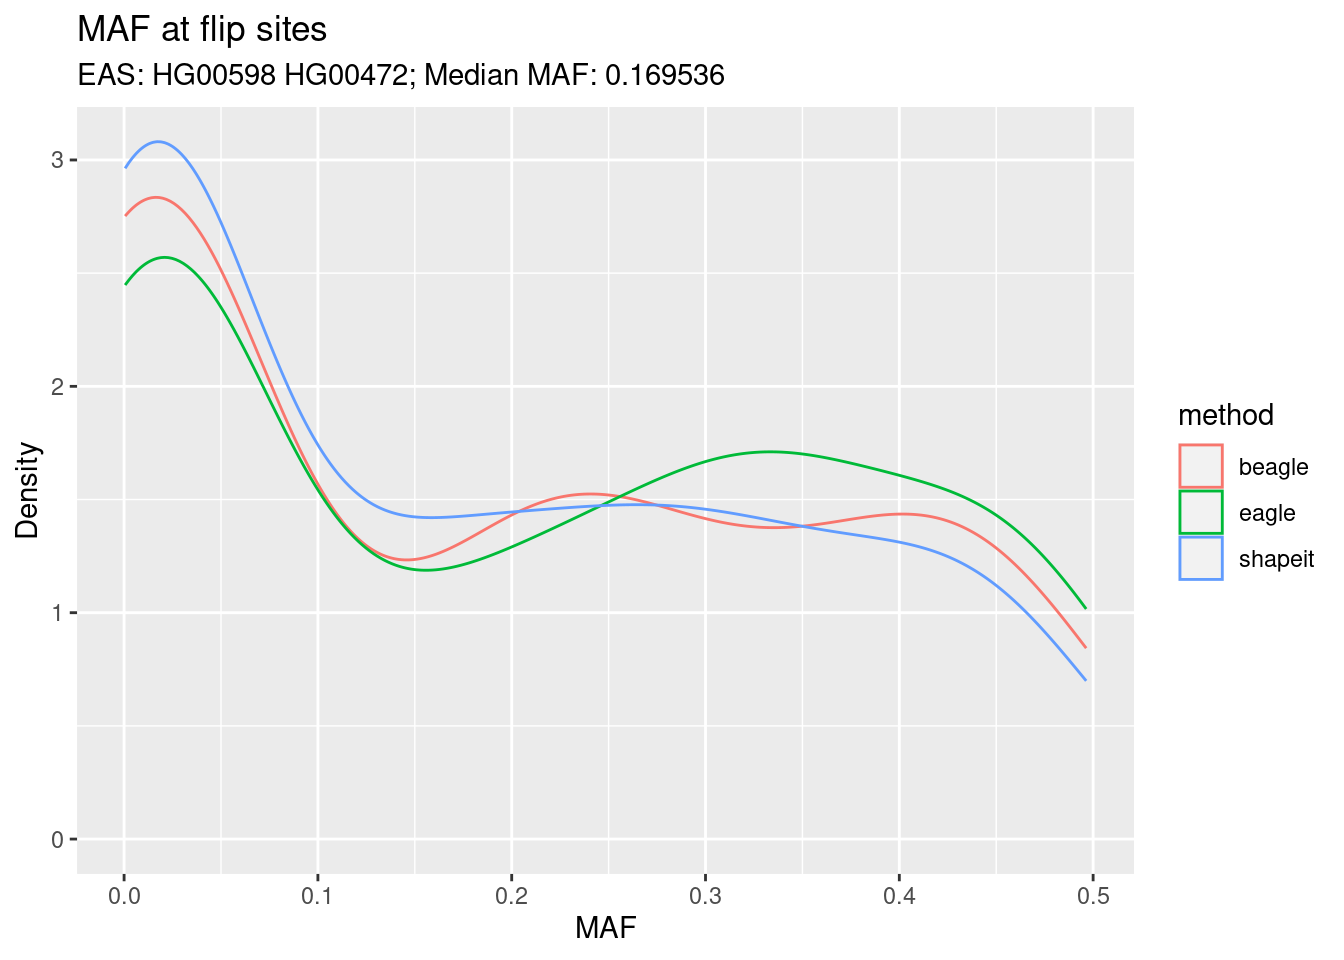 MAF at flip sites
EAS: HG00598 HG00472; Median MAF: 0.169536
3
2
1
0
Density
0.0 0.1 0.2 0.3 0.4 0.5
MAF
method
beagle
eagle
shapeit